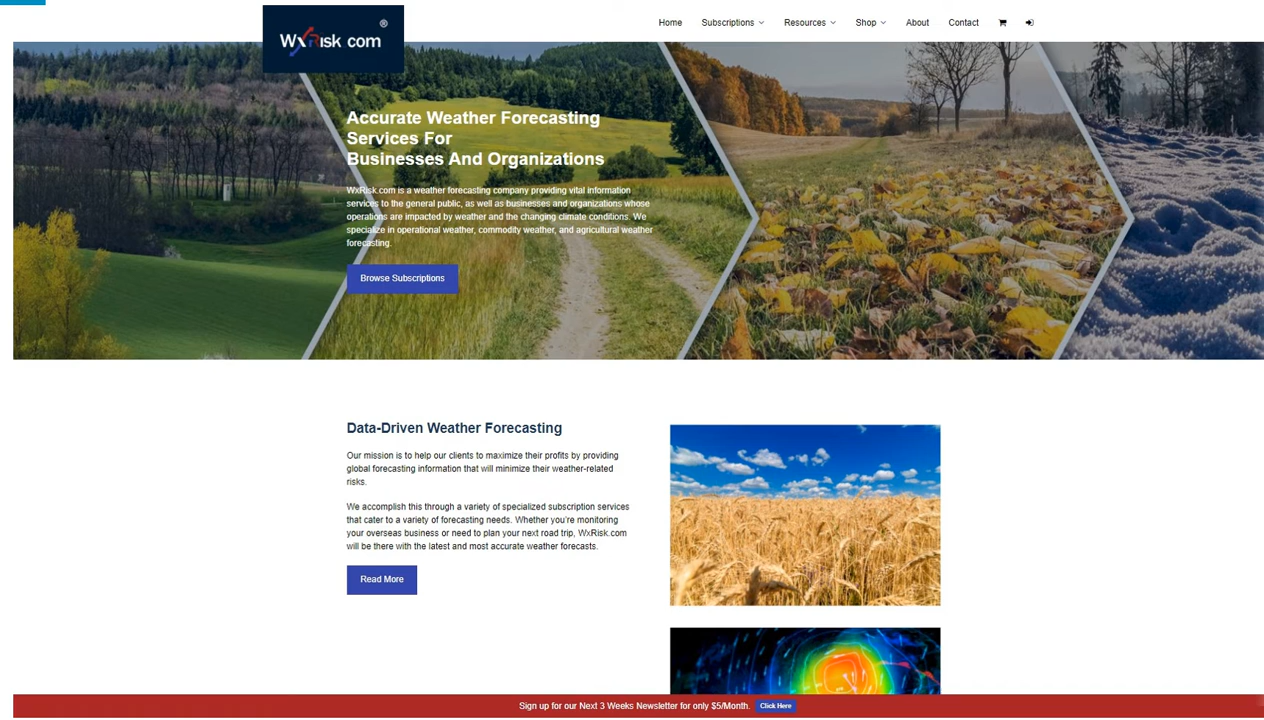 WxRisk com ®
Home Subscriptions Resources Shop About Contact
Accurate Weather Forecasting
Services For
Businesses And Organizations
WxRisk.com is a weather forecasting company providing vital information
services to the general public, as well as businesses and organizations whose
operations are impacted by weather and the changing climate conditions. We
specialize in operational weather, commodity weather, and agricultural weather
forecasting.
Browse Subscriptions
Data-Driven Weather Forecasting
Our mission is to help our clients to maximize their profits by providing
global forecasting information that will minimize their weather-related
risks.
We accomplish this through a variety of specialized subscription services
that cater to a variety of forecasting needs. Whether you're monitoring
your overseas business or need to plan your next road trip, WxRisk.com
will be there with the latest and most accurate weather forecasts.
Read More
Sign up for our Next 3 Weeks Newsletter for only $5/Month. Click Here